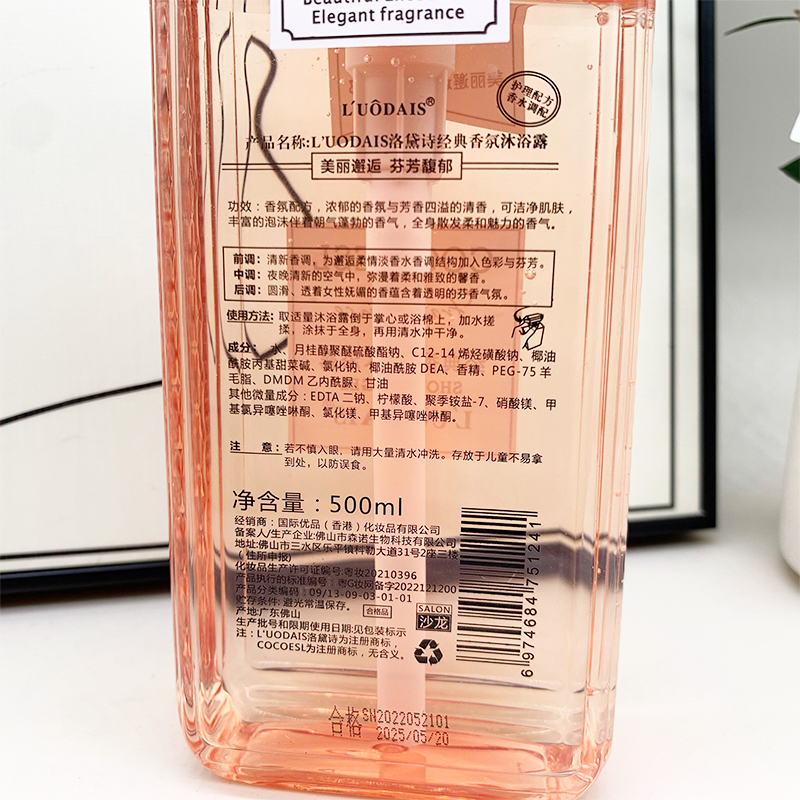 Elegant fragrance
L'UÔDAIS®
护理配方
香水调配
产品名称:L'UODAIS洛黛诗经典香氛沐浴露
美丽邂逅 芬芳馥郁
功效：香氛配方，浓郁的香氛与芳香四溢的清香，可洁净肌肤，
丰富的泡沫伴着朝气蓬勃的香气，全身散发柔和魅力的香气。
前调：清新香调，为邂逅柔情淡香水香调结构加入色彩与芬芳。
中调：夜晚清新的空气中，弥漫着柔和雅致的馨香。
后调：圆滑、透着女性妩媚的香蕴含着透明的芬香气氛。
使用方法：取适量沐浴露倒于掌心或浴棉上，加水搓
揉，涂抹于全身，再用清水冲干净。
成分：水、月桂醇聚醚硫酸酯钠、C12-14 烯烃磺酸钠、椰油
酰胺丙基甜菜碱、氯化钠、椰油酰胺 DEA、香精、PEG-75 羊
毛脂、DMDM 乙内酰脲、甘油
其他微量成分：EDTA 二钠、柠檬酸、聚季铵盐-7、硝酸镁、甲
基氯异噻唑啉酮、氯化镁、甲基异噻唑啉酮。
注 意：若不慎入眼，请用大量清水冲洗。存放于儿童不易拿
到处，以防误食。
净含量：500ml
经销商：国际优品（香港）化妆品有限公司
备案人/生产企业:佛山市森诺生物科技有限公司
地址:佛山市三水区乐平镇科勒大道31号2座三楼
（住所申报）
化妆品生产许可证编号:粤妆20210396
产品执行的标准编号：粤G妆网备字2022121200
产品分类编码：09/13-09-03-01-01
贮存条件:避光常温保存。
合格品
产地:广东佛山
生产批号和限期使用日期:见包装标示
注：L'UODAIS洛黛诗为注册商标，
COCOESL为注册商标，无含义。
SALON
沙龙
6974684751241
合格 SN2022052101
2025/05/20